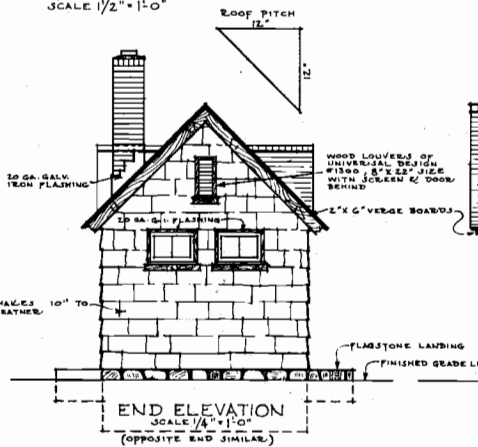 SCALE 1/2" = 1'-0"
ROOF PITCH
12"
12"
20 GA. GALV.
IRON FLASHING
WOOD LOUVERS OF
UNIVERSAL DESIGN
#1300, 8" X 22" SIZE
WITH SCREEN & DOOR
BEHIND
2" X 6" VERGE BOARDS
20 GA. G.I. FLASHING
10" TO
FLAGSTONE LANDING
FINISHED GRADE
END ELEVATION
SCALE 1/4" = 1'-0"
(OPPOSITE END SIMILAR)